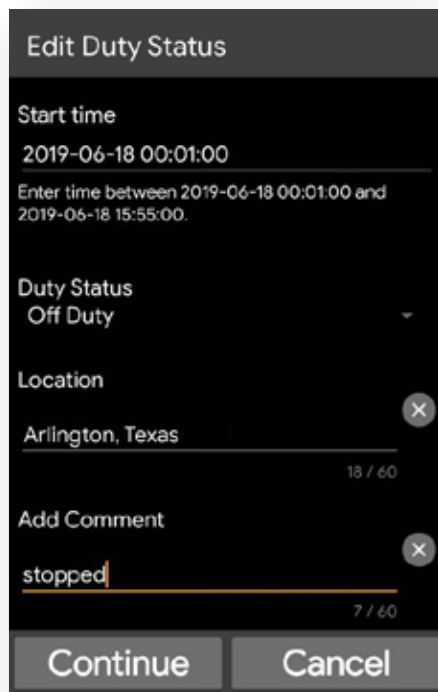 Edit Duty Status
Start time
2019-06-18 00:01:00
Enter time between 2019-06-18 00:01:00 and
2019-06-18 15:55:00.
Duty Status
Off Duty
Location
Arlington, Texas
18 / 60
Add Comment
stopped
7 / 60
Continue Cancel